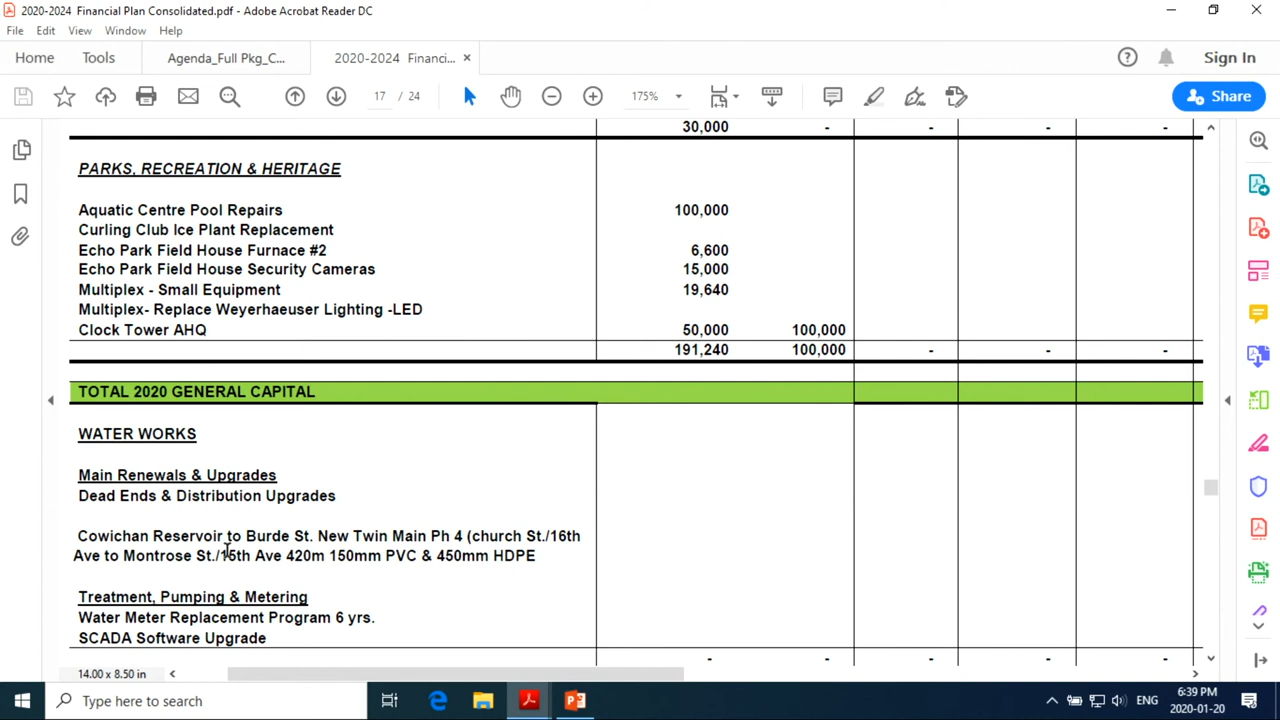 2020-2024 Financial Plan Consolidated.pdf - Adobe Acrobat Reader DC
File Edit View Window Help
Home Tools Agenda_Full Pkg_C... 2020-2024 Financi... × Sign In
17 / 24 175% Share
30,000 - - - -
PARKS, RECREATION & HERITAGE
Aquatic Centre Pool Repairs 100,000
Curling Club Ice Plant Replacement
Echo Park Field House Furnace #2 6,600
Echo Park Field House Security Cameras 15,000
Multiplex - Small Equipment 19,640
Multiplex- Replace Weyerhaeuser Lighting -LED
Clock Tower AHQ 50,000 100,000
191,240 100,000 - - -
TOTAL 2020 GENERAL CAPITAL
WATER WORKS
Main Renewals & Upgrades
Dead Ends & Distribution Upgrades
Cowichan Reservoir to Burde St. New Twin Main Ph 4 (church St./16th
Ave to Montrose St./15th Ave 420m 150mm PVC & 450mm HDPE
Treatment, Pumping & Metering
Water Meter Replacement Program 6 yrs.
SCADA Software Upgrade
- - - - -
14.00 x 8.50 in
Type here to search ENG 6:39 PM
2020-01-20